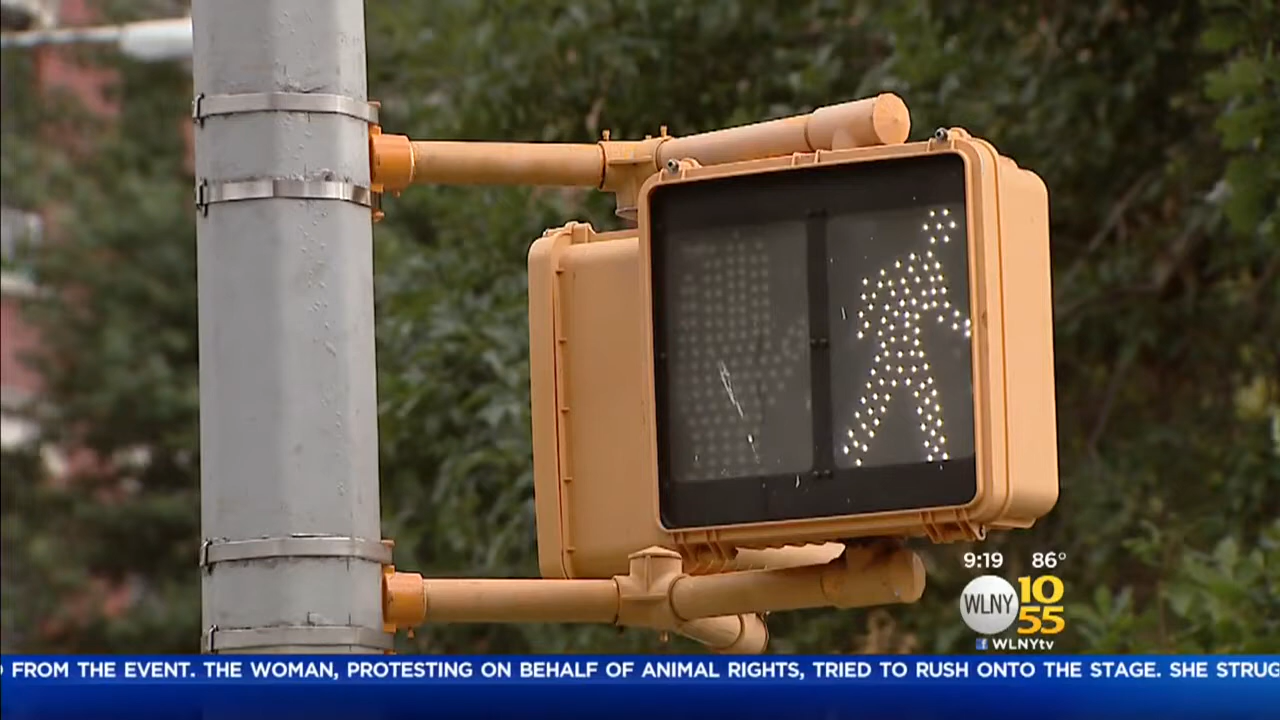 9:19 86°
WLNY 10
55
f WLNYtv
FROM THE EVENT. THE WOMAN, PROTESTING ON BEHALF OF ANIMAL RIGHTS, TRIED TO RUSH ONTO THE STAGE. SHE